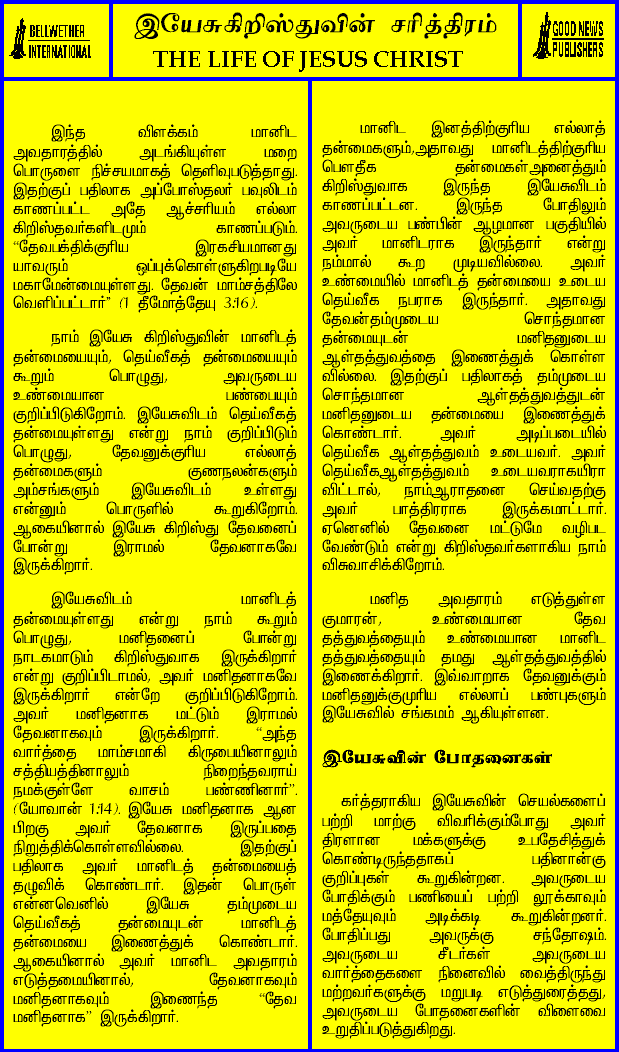 BELLWETHER
INTERNATIONAL
இயேசுகிறிஸ்துவின் சரித்திரம்
THE LIFE OF JESUS CHRIST
GOOD NEWS
PUBLISHERS
இந்த விளக்கம் மானிட
அவதாரத்தில் அடங்கியுள்ள மறை
பொருளை நிச்சயமாகத் தெளிவுபடுத்தாது.
இதற்குப் பதிலாக அப்போஸ்தலர் பவுலிடம்
காணப்பட்ட அதே ஆச்சரியம் எல்லா
கிறிஸ்தவர்களிடமும் காணப்படும்.
“தேவபக்திக்குரிய இரகசியமானது
யாவரும் ஒப்புக்கொள்ளுகிறபடியே
மகாமேன்மையுள்ளது. தேவன் மாம்சத்திலே
வெளிப்பட்டார்” (1 தீமோத்தேயு 3:16).
நாம் இயேசு கிறிஸ்துவின் மானிடத்
தன்மையையும், தெய்வீகத் தன்மையையும்
கூறும் பொழுது, அவருடைய
உண்மையான பண்பையும்
குறிப்பிடுகிறோம். இயேசுவிடம் தெய்வீகத்
தன்மையுள்ளது என்று நாம் குறிப்பிடும்
பொழுது, தேவனுக்குரிய எல்லாத்
தன்மைகளும் குணநலன்களும்
அம்சங்களும் இயேசுவிடம் உள்ளது
என்னும் பொருளில் கூறுகிறோம்.
ஆகையினால் இயேசு கிறிஸ்து தேவனைப்
போன்று இராமல் தேவனாகவே
இருக்கிறார்.
இயேசுவிடம் மானிடத்
தன்மையுள்ளது என்று நாம் கூறும்
பொழுது, மனிதனைப் போன்று
நாடகமாடும் கிறிஸ்துவாக இருக்கிறார்
என்று குறிப்பிடாமல், அவர் மனிதனாகவே
இருக்கிறார் என்றே குறிப்பிடுகிறோம்.
அவர் மனிதனாக மட்டும் இராமல்
தேவனாகவும் இருக்கிறார். “அந்த
வார்த்தை மாம்சமாகி கிருபையினாலும்
சத்தியத்தினாலும் நிறைந்தவராய்
நமக்குள்ளே வாசம் பண்ணினார்”.
(யோவான் 1:14). இயேசு மனிதனாக ஆன
பிறகு அவர் தேவனாக இருப்பதை
நிறுத்திக்கொள்ளவில்லை. இதற்குப்
பதிலாக அவர் மானிடத் தன்மையைத்
தழுவிக் கொண்டார். இதன் பொருள்
என்னவெனில் இயேசு தம்முடைய
தெய்வீகத் தன்மையுடன் மானிடத்
தன்மையை இணைத்துக் கொண்டார்.
ஆகையினால் அவர் மானிட அவதாரம்
எடுத்தமையினால், தேவனாகவும்
மனிதனாகவும் இணைந்த “தேவ
மனிதனாக” இருக்கிறார்.
மானிட இனத்திற்குரிய எல்லாத்
தன்மைகளும்,அதாவது மானிடத்திற்குரிய
பௌதீக தன்மைகள்அனைத்தும்
கிறிஸ்துவாக இருந்த இயேசுவிடம்
காணப்பட்டன. இருந்த போதிலும்
அவருடைய பண்பின் ஆழமான பகுதியில்
அவர் மானிடராக இருந்தார் என்று
நம்மால் கூற முடியவில்லை. அவர்
உண்மையில் மானிடத் தன்மையை உடைய
தெய்வீக நபராக இருந்தார். அதாவது
தேவன்தம்முடைய சொந்தமான
தன்மையுடன் மனிதனுடைய
ஆள்தத்துவத்தை இணைத்துக் கொள்ள
வில்லை. இதற்குப் பதிலாகத் தம்முடைய
சொந்தமான ஆள்தத்துவத்துடன்
மனிதனுடைய தன்மையை இணைத்துக்
கொண்டார். அவர் அடிப்படையில்
தெய்வீக ஆள்தத்துவம் உடையவர். அவர்
தெய்வீகஆள்தத்துவம் உடையவராகயிரா
விட்டால், நாம்ஆராதனை செய்வதற்கு
அவர் பாத்திரராக இருக்கமாட்டார்.
ஏனெனில் தேவனை மட்டுமே வழிபட
வேண்டும் என்று கிறிஸ்தவர்களாகிய நாம்
விசுவாசிக்கிறோம்.
மனித அவதாரம் எடுத்துள்ள
குமாரன், உண்மையான தேவ
தத்துவத்தையும் உண்மையான மானிட
தத்துவத்தையும் தமது ஆள்தத்துவத்தில்
இணைக்கிறார். இவ்வாறாக தேவனுக்கும்
மனிதனுக்குமுரிய எல்லாப் பண்புகளும்
இயேசுவில் சங்கமம் ஆகியுள்ளன.
இயேசுவின் போதனைகள்
கர்த்தராகிய இயேசுவின் செயல்களைப்
பற்றி மாற்கு விவரிக்கும்போது அவர்
திரளான மக்களுக்கு உபதேசித்துக்
கொண்டிருந்ததாகப் பதினான்கு
குறிப்புகள் கூறுகின்றன. அவருடைய
போதிக்கும் பணியைப் பற்றி லூக்காவும்
மத்தேயுவும் அடிக்கடி கூறுகின்றனர்.
போதிப்பது அவருக்கு சந்தோஷம்.
அவருடைய சீடர்கள் அவருடைய
வார்த்தைகளை நினைவில் வைத்திருந்து
மற்றவர்களுக்கு மறுபடி எடுத்துரைத்தது,
அவருடைய போதனைகளின் விளைவை
உறுதிப்படுத்துகிறது.